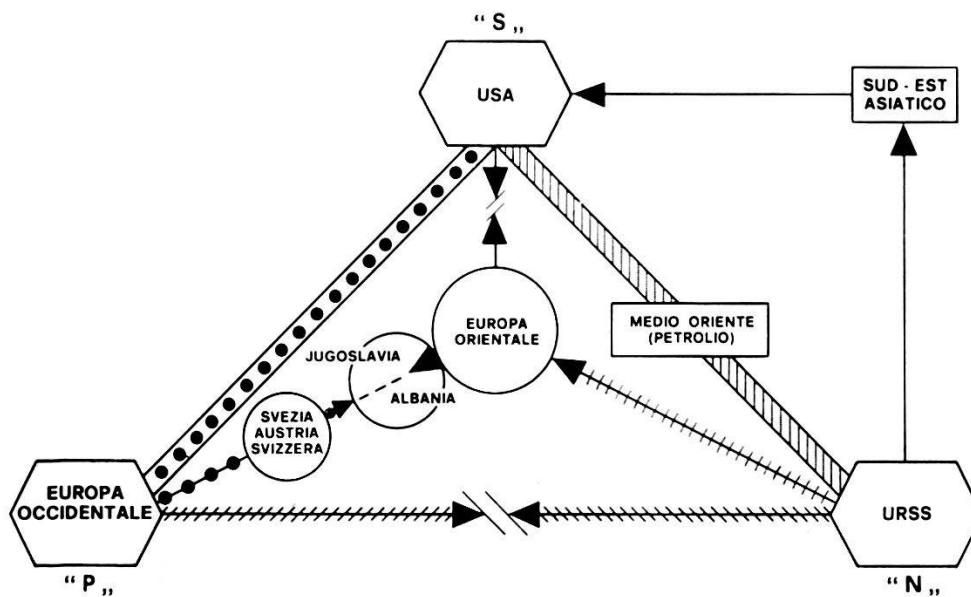 “ S „
USA
SUD - EST
ASIATICO
EUROPA
ORIENTALE
MEDIO ORIENTE
(PETROLIO)
JUGOSLAVIA
ALBANIA
SVEZIA
AUSTRIA
SVIZZERA
EUROPA
OCCIDENTALE
URSS
“ P „
“ N „